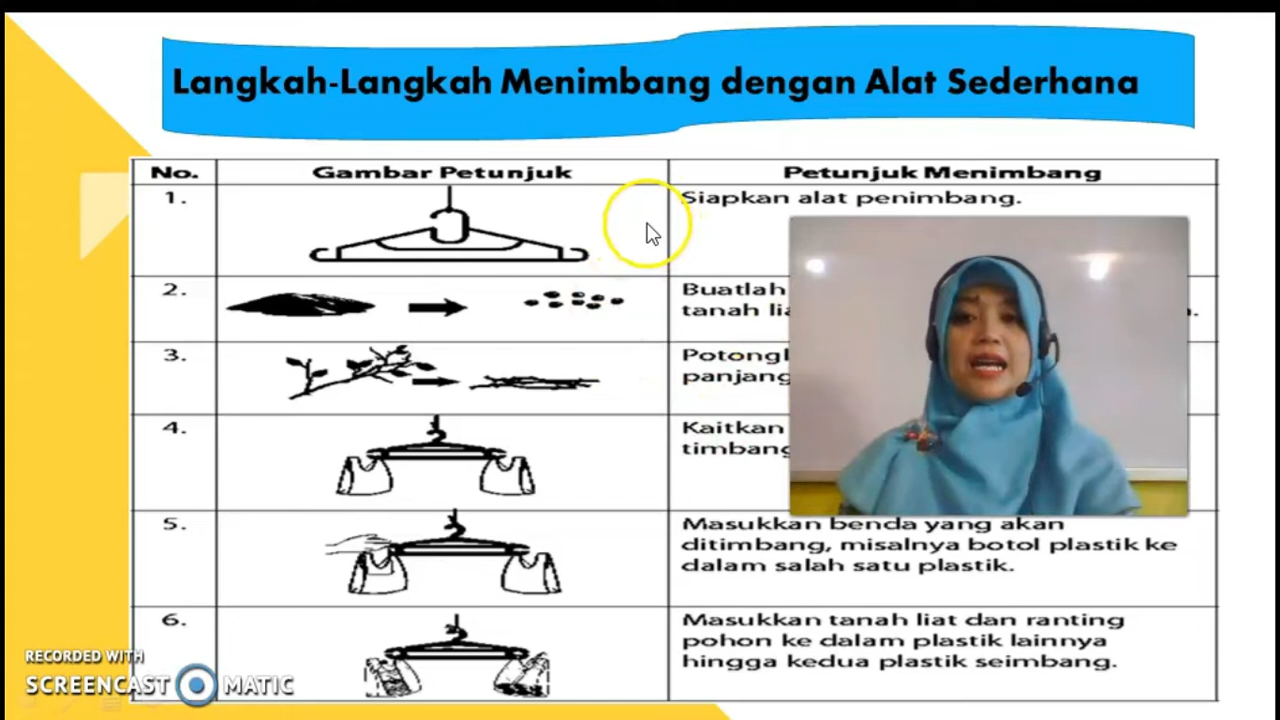 Langkah-Langkah Menimbang dengan Alat Sederhana
No. Gambar Petunjuk Petunjuk Menimbang
1. Siapkan alat penimbang.
2. Buatlah
tanah
3.
panjang
4. Kaitkan
5. Masukkan benda yang akan
ditimbang, misalnya botol plastik ke
dalam salah satu plastik.
6. Masukkan tanah liat dan ranting
pohon ke dalam plastik lainnya
hingga kedua plastik seimbang.
RECORDED WITH
SCREENCAST MATIC